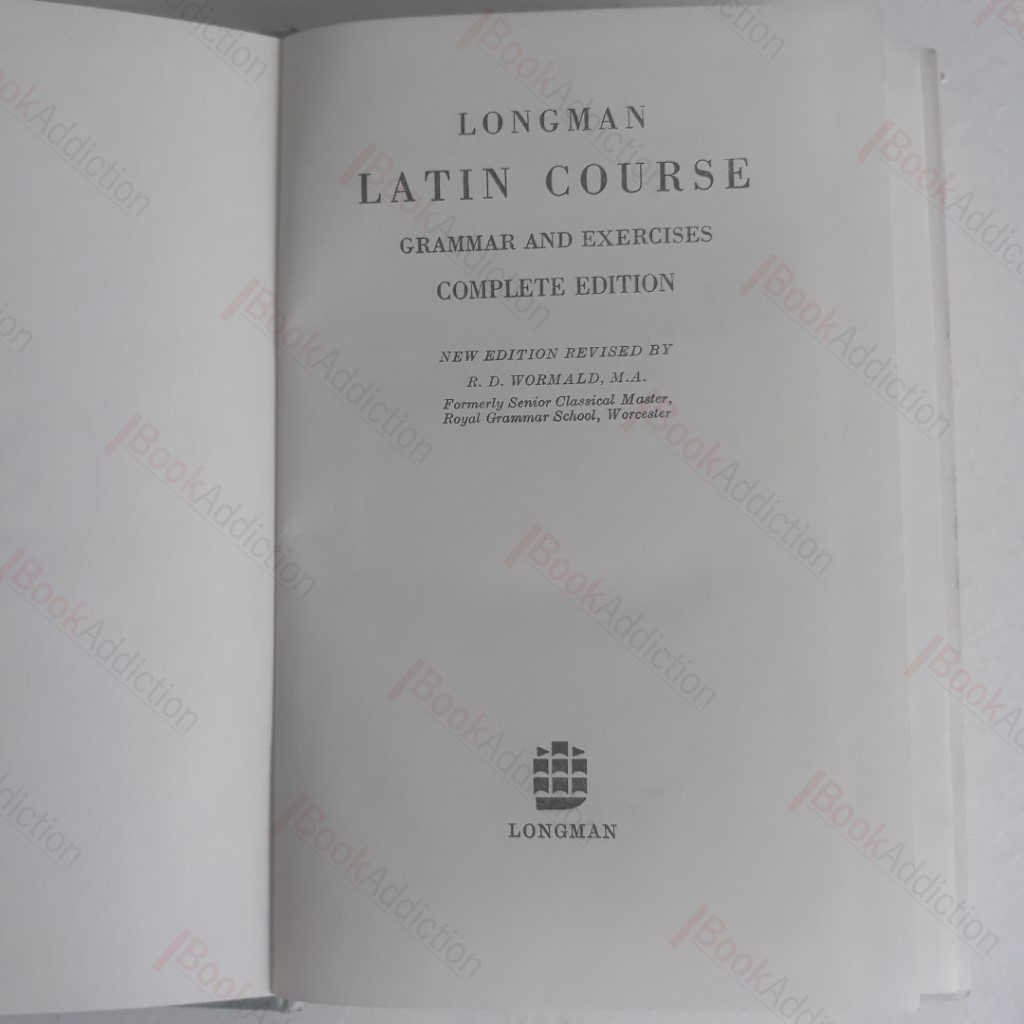 LONGMAN
LATIN COURSE
GRAMMAR AND EXERCISES
COMPLETE EDITION
NEW EDITION REVISED BY
R. D. WORMALD, M.A.
Formerly Senior Classical Master,
Royal Grammar School, Worcester
LONGMAN
BookAddiction